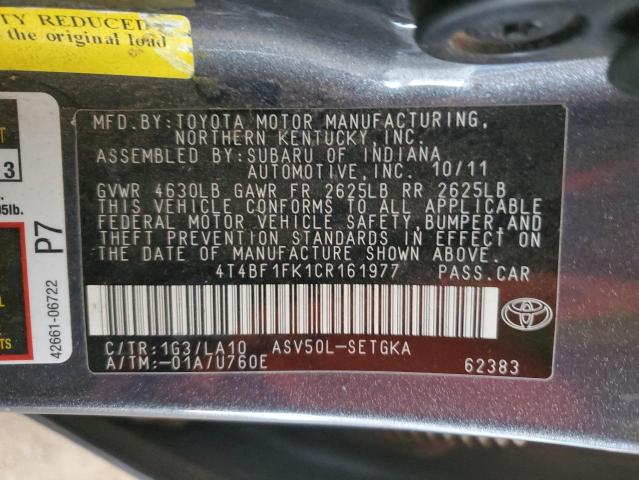 TY REDUCED
the original load
3
05lb.
P7
42661-06722
MFD.BY:TOYOTA MOTOR MANUFACTURING,
NORTHERN KENTUCKY,INC.
ASSEMBLED BY:SUBARU OF INDIANA
AUTOMOTIVE, INC. 10/11
GVWR 4630LB GAWR FR 2625LB RR 2625LB
THIS VEHICLE CONFORMS TO ALL APPLICABLE
FEDERAL MOTOR VEHICLE SAFETY,BUMPER,AND
THEFT PREVENTION STANDARDS IN EFFECT ON
THE DATE OF MANUFACTURE SHOWN ABOVE.
4T4BF1FK1CR161977 PASS.CAR
C/TR:1G3/LA10 ASV50L-SETGKA
A/TM:-01A7U760E 62383